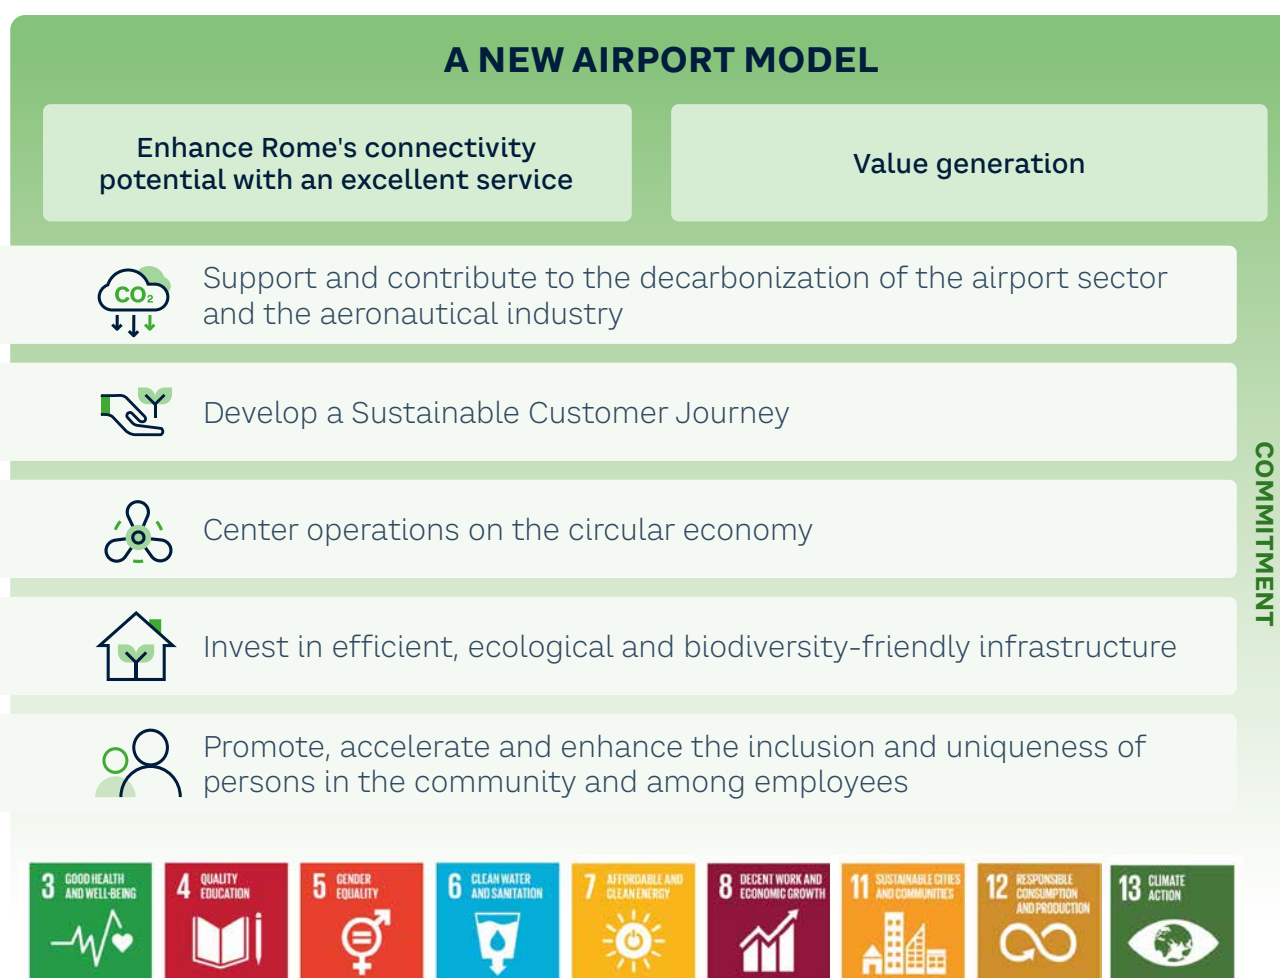 A NEW AIRPORT MODEL
Enhance Rome's connectivity
potential with an excellent service
Value generation
CO₂
Support and contribute to the decarbonization of the airport sector
and the aeronautical industry
Develop a Sustainable Customer Journey
Center operations on the circular economy
Invest in efficient, ecological and biodiversity-friendly infrastructure
Promote, accelerate and enhance the inclusion and uniqueness of
persons in the community and among employees
COMMITMENT
3 GOOD HEALTH
AND WELL-BEING
4 QUALITY
EDUCATION
5 GENDER
EQUALITY
6 CLEAN WATER
AND SANITATION
7 AFFORDABLE AND
CLEAN ENERGY
8 DECENT WORK AND
ECONOMIC GROWTH
11 SUSTAINABLE CITIES
AND COMMUNITIES
12 RESPONSIBLE
CONSUMPTION
AND PRODUCTION
13 CLIMATE
ACTION